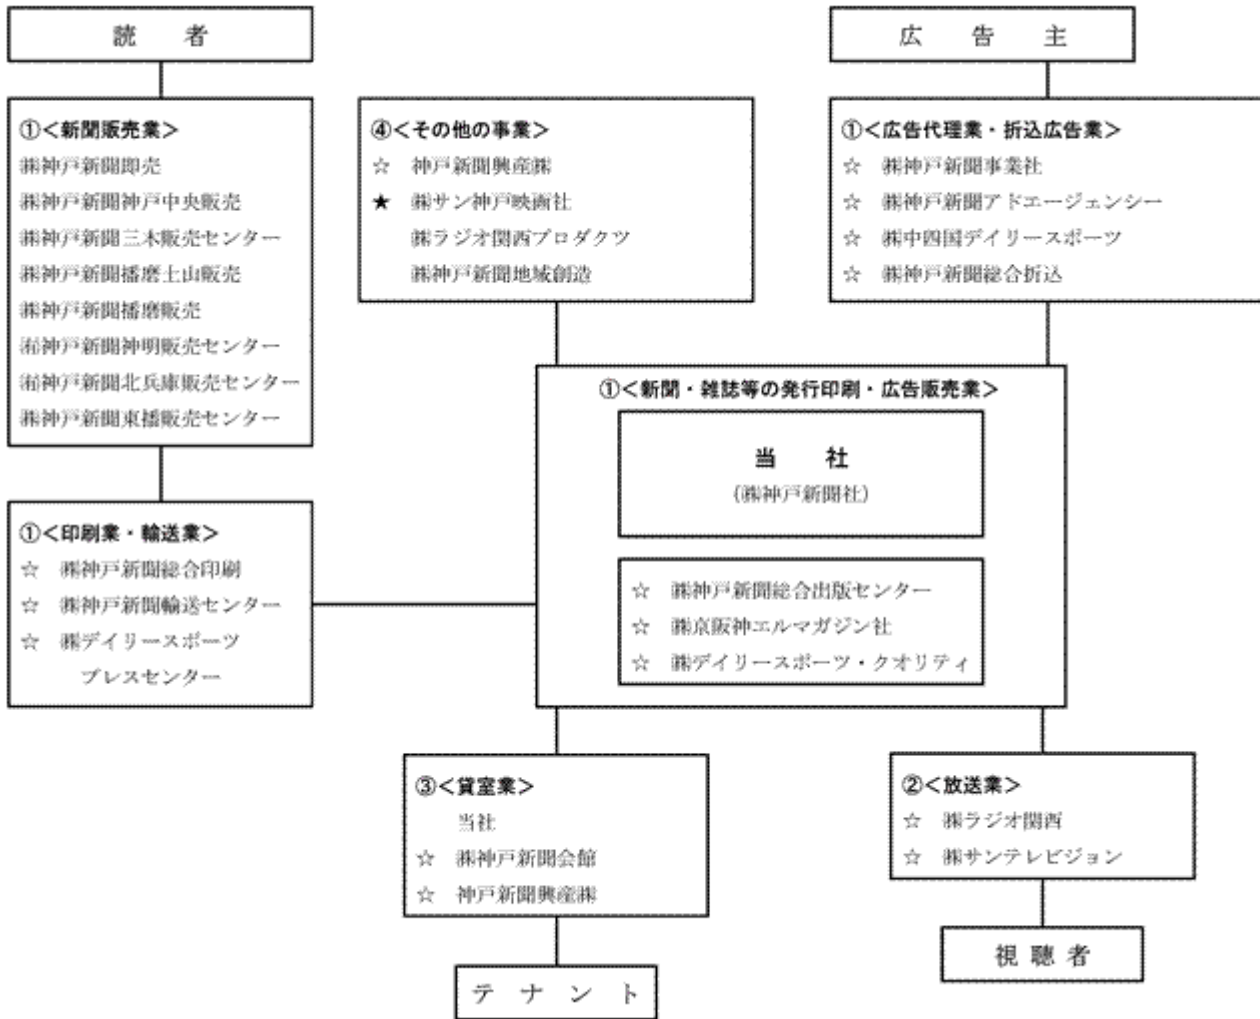 読者
①<新聞販売業>
㈱神戸新聞即売
㈱神戸新聞神戸中央販売
㈱神戸新聞三木販売センター
㈱神戸新聞播磨土山販売
㈱神戸新聞播磨販売
㈲神戸新聞神明販売センター
㈲神戸新聞北兵庫販売センター
㈱神戸新聞東播販売センター
①<印刷業・輸送業>
☆ ㈱神戸新聞総合印刷
☆ ㈱神戸新聞輸送センター
☆ ㈱デイリースポーツ
プレスセンター
④<その他の事業>
☆ 神戸新聞興産㈱
★ ㈱サン神戸映画社
㈱ラジオ関西プロダクツ
㈱神戸新聞地域創造
広告主
①<広告代理業・折込広告業>
☆ ㈱神戸新聞事業社
☆ ㈱神戸新聞アドエージェンシー
☆ ㈱中四国デイリースポーツ
☆ ㈱神戸新聞総合折込
①<新聞・雑誌等の発行印刷・広告販売業>
当社
(㈱神戸新聞社)
☆ ㈱神戸新聞総合出版センター
☆ ㈱京阪神エルマガジン社
☆ ㈱デイリースポーツ・クオリティ
③<貸室業>
当社
☆ ㈱神戸新聞会館
☆ 神戸新聞興産㈱
テナント
②<放送業>
☆ ㈱ラジオ関西
☆ ㈱サンテレビジョン
視聴者